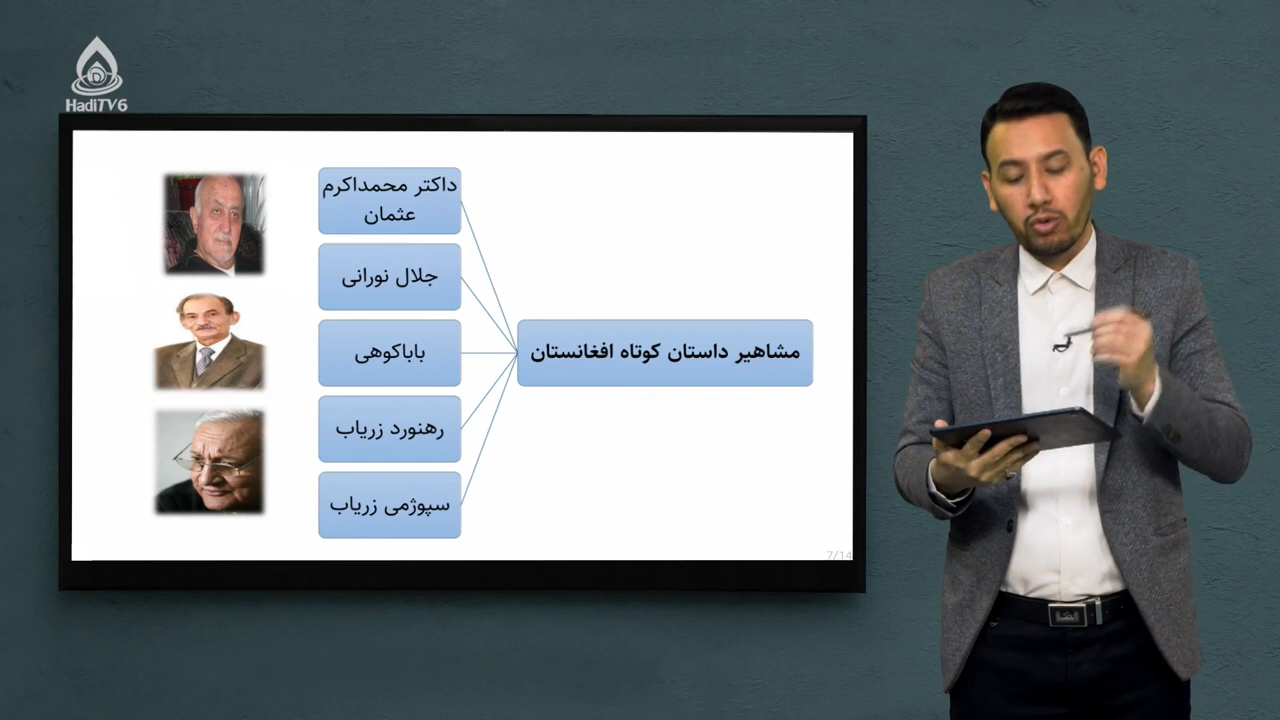 HadiTV6
مشاهیر داستان کوتاه افغانستان
داکتر محمداکرم
عثمان
جلال نورانی
باباکوهی
رهنورد زریاب
سپوژمی زریاب
7/14